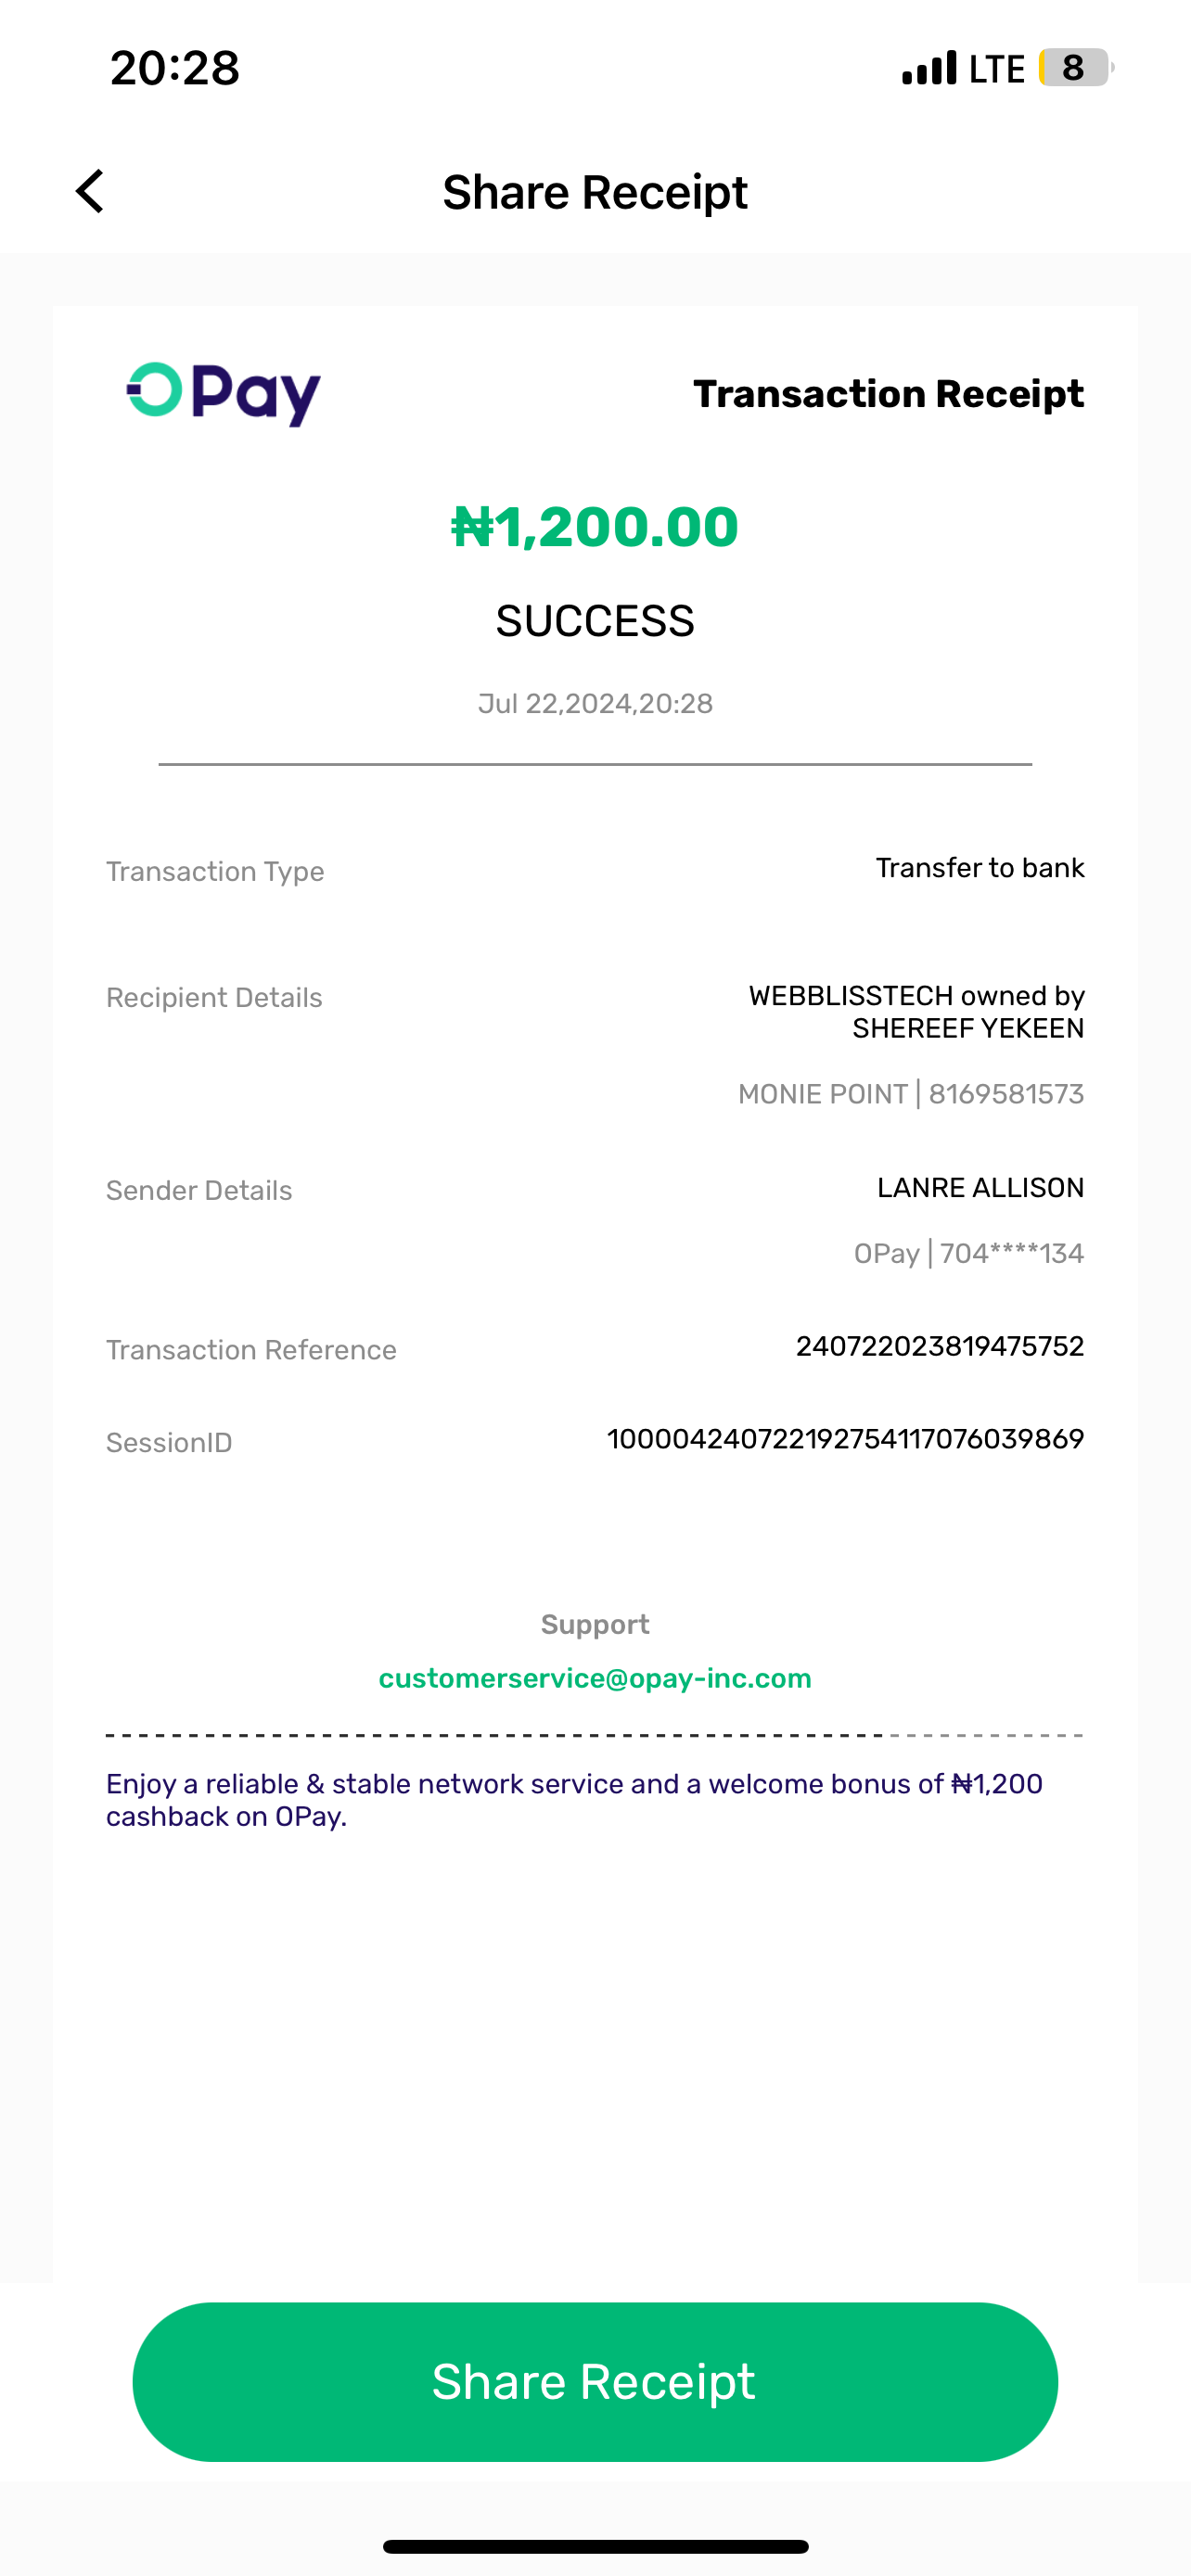 20:28
LTE 8
Share Receipt
OPay
Transaction Receipt
₦1,200.00
SUCCESS
Jul 22,2024,20:28
Transaction Type
Transfer to bank
Recipient Details
WEBBLISSTECH owned by
SHEREEF YEKEEN
MONIE POINT | 8169581573
Sender Details
LANRE ALLISON
OPay | 704****134
Transaction Reference
240722023819475752
SessionID
100004240722192754117076039869
Support
customerservice@opay-inc.com
Enjoy a reliable & stable network service and a welcome bonus of ₦1,200
cashback on OPay.
Share Receipt